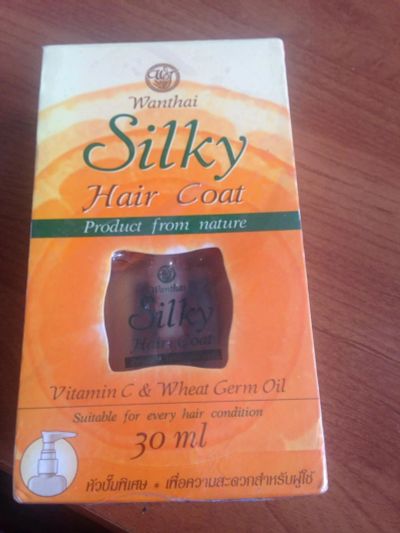 Wanthai
Silky
Hair Coat
Product from nature
Wanthai
Silky
Hair Coat
Vitamin C & Wheat Germ Oil
Suitable for every hair condition
30 ml
หัวปั๊มพิเศษ • เพื่อความสะดวกสำหรับผู้ใช้